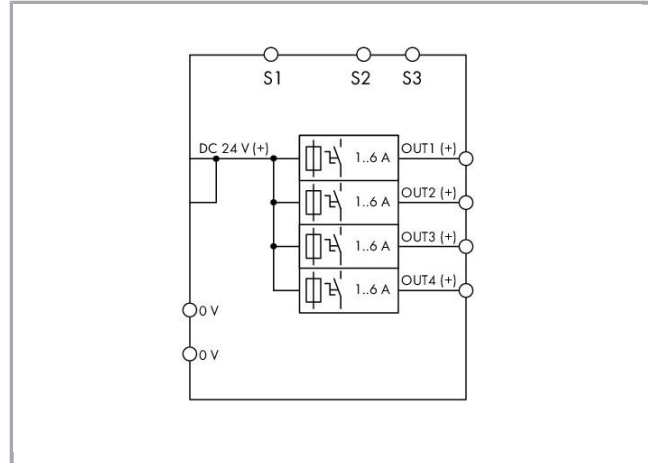 S1 S2 S3
DC 24 V (+) 1..6 A OUT1 (+)
1..6 A OUT2 (+)
1..6 A OUT3 (+)
1..6 A OUT4 (+)
0 V
0 V